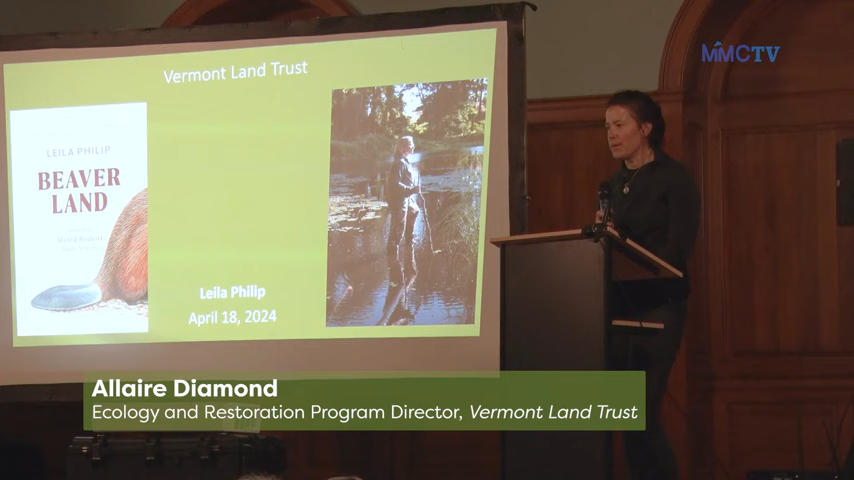 MMCTV
Vermont Land Trust
LEILA PHILIP
BEAVER
LAND
Leila Philip
April 18, 2024
Allaire Diamond
Ecology and Restoration Program Director, Vermont Land Trust